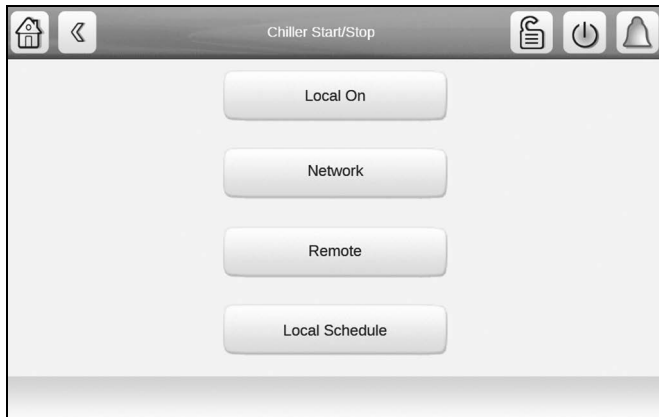 Chiller Start/Stop
Local On
Network
Remote
Local Schedule